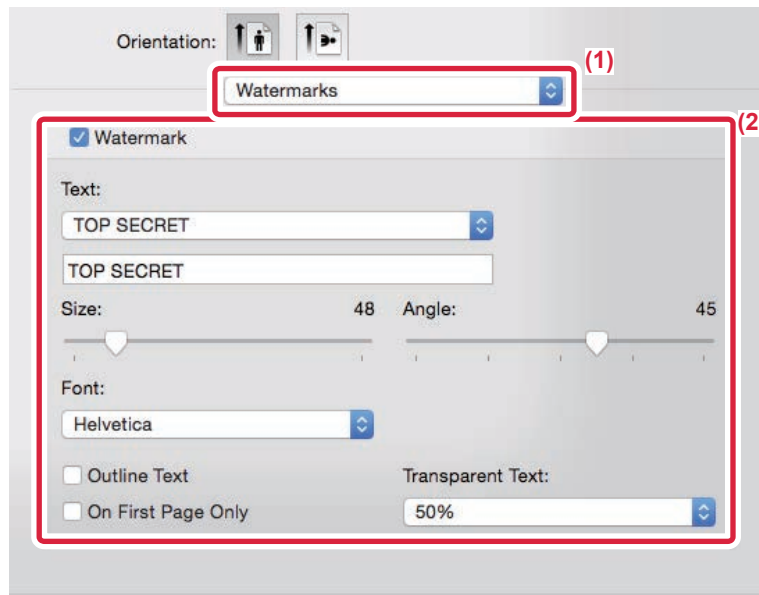 Orientation:
(1)
Watermarks
(2
Watermark
Text:
TOP SECRET
TOP SECRET
Size: 48 Angle: 45
Font:
Helvetica
Outline Text Transparent Text:
On First Page Only 50%